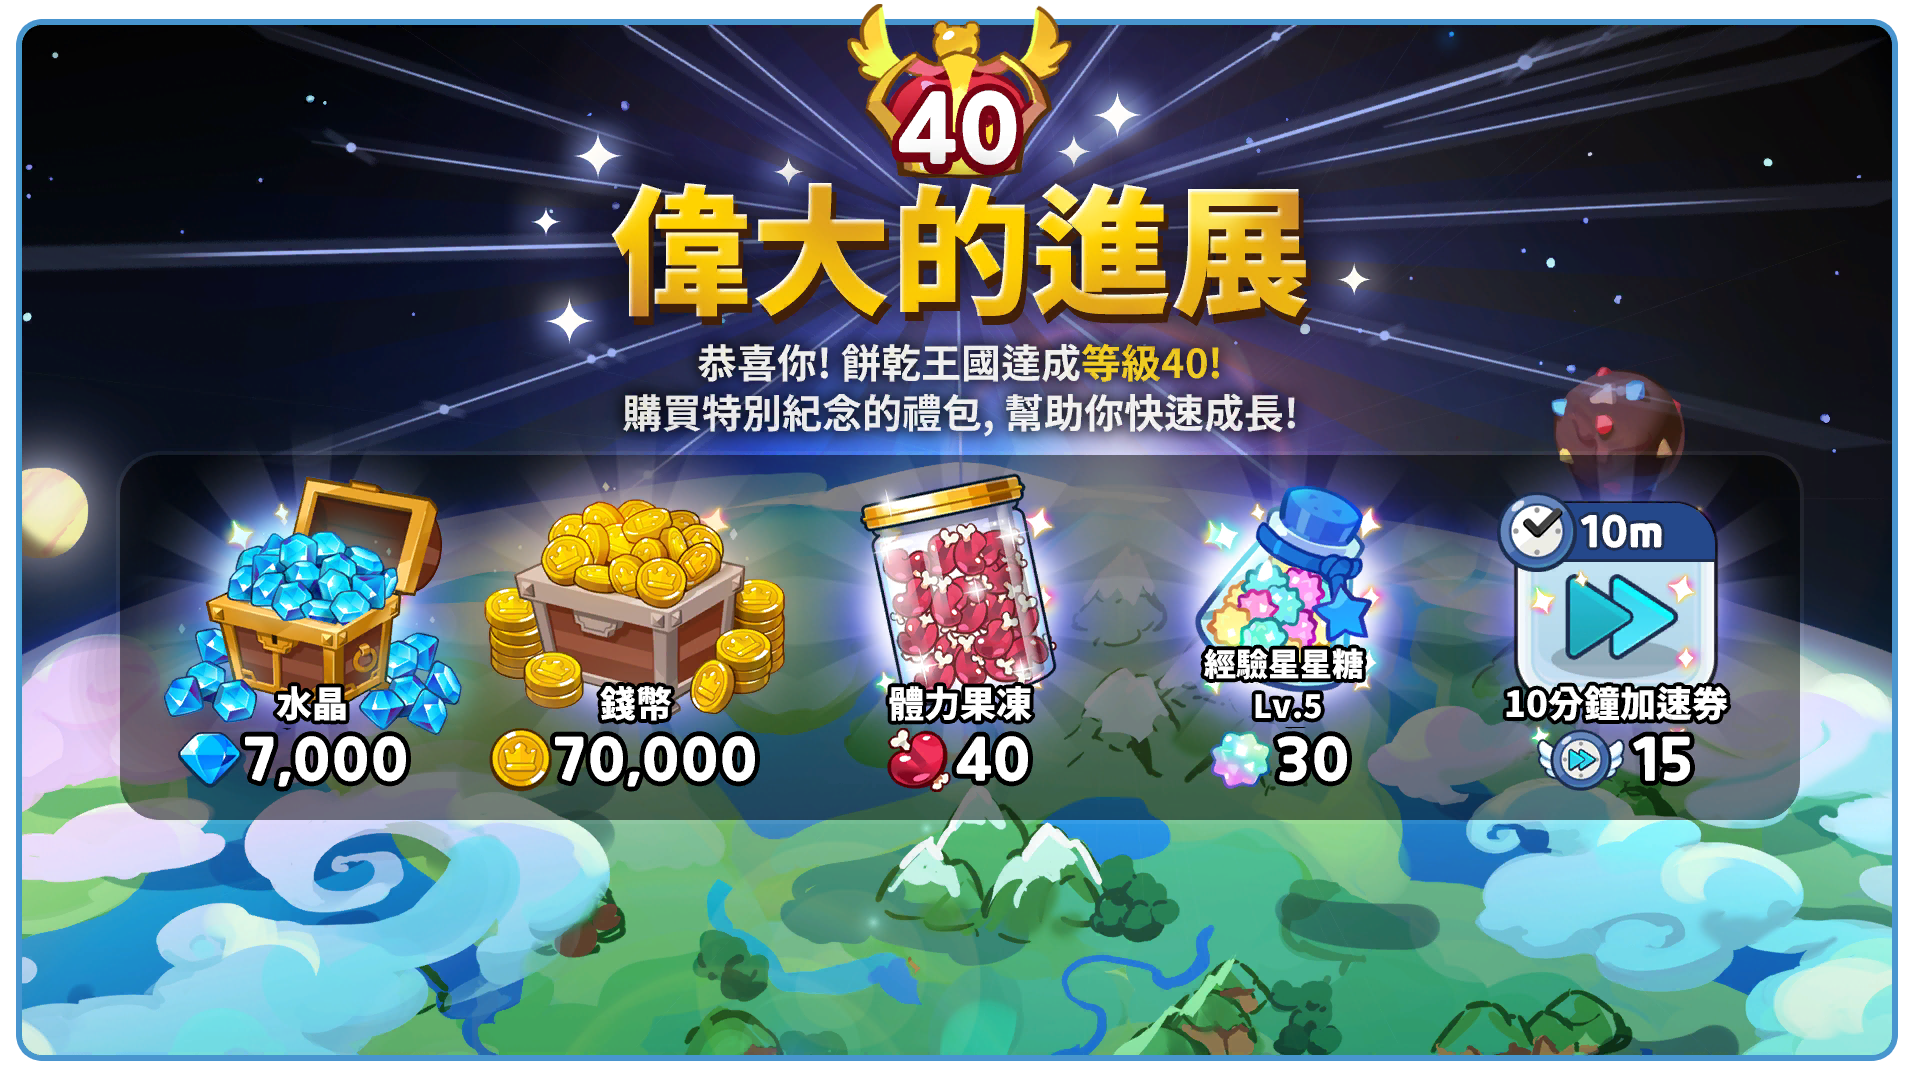 40
偉大的進展
恭喜你! 餅乾王國達成等級40!
購買特別紀念的禮包, 幫助你快速成長!
水晶
7,000
錢幣
70,000
體力果凍
40
經驗星星糖
Lv.5
30
10m
10分鐘加速券
15